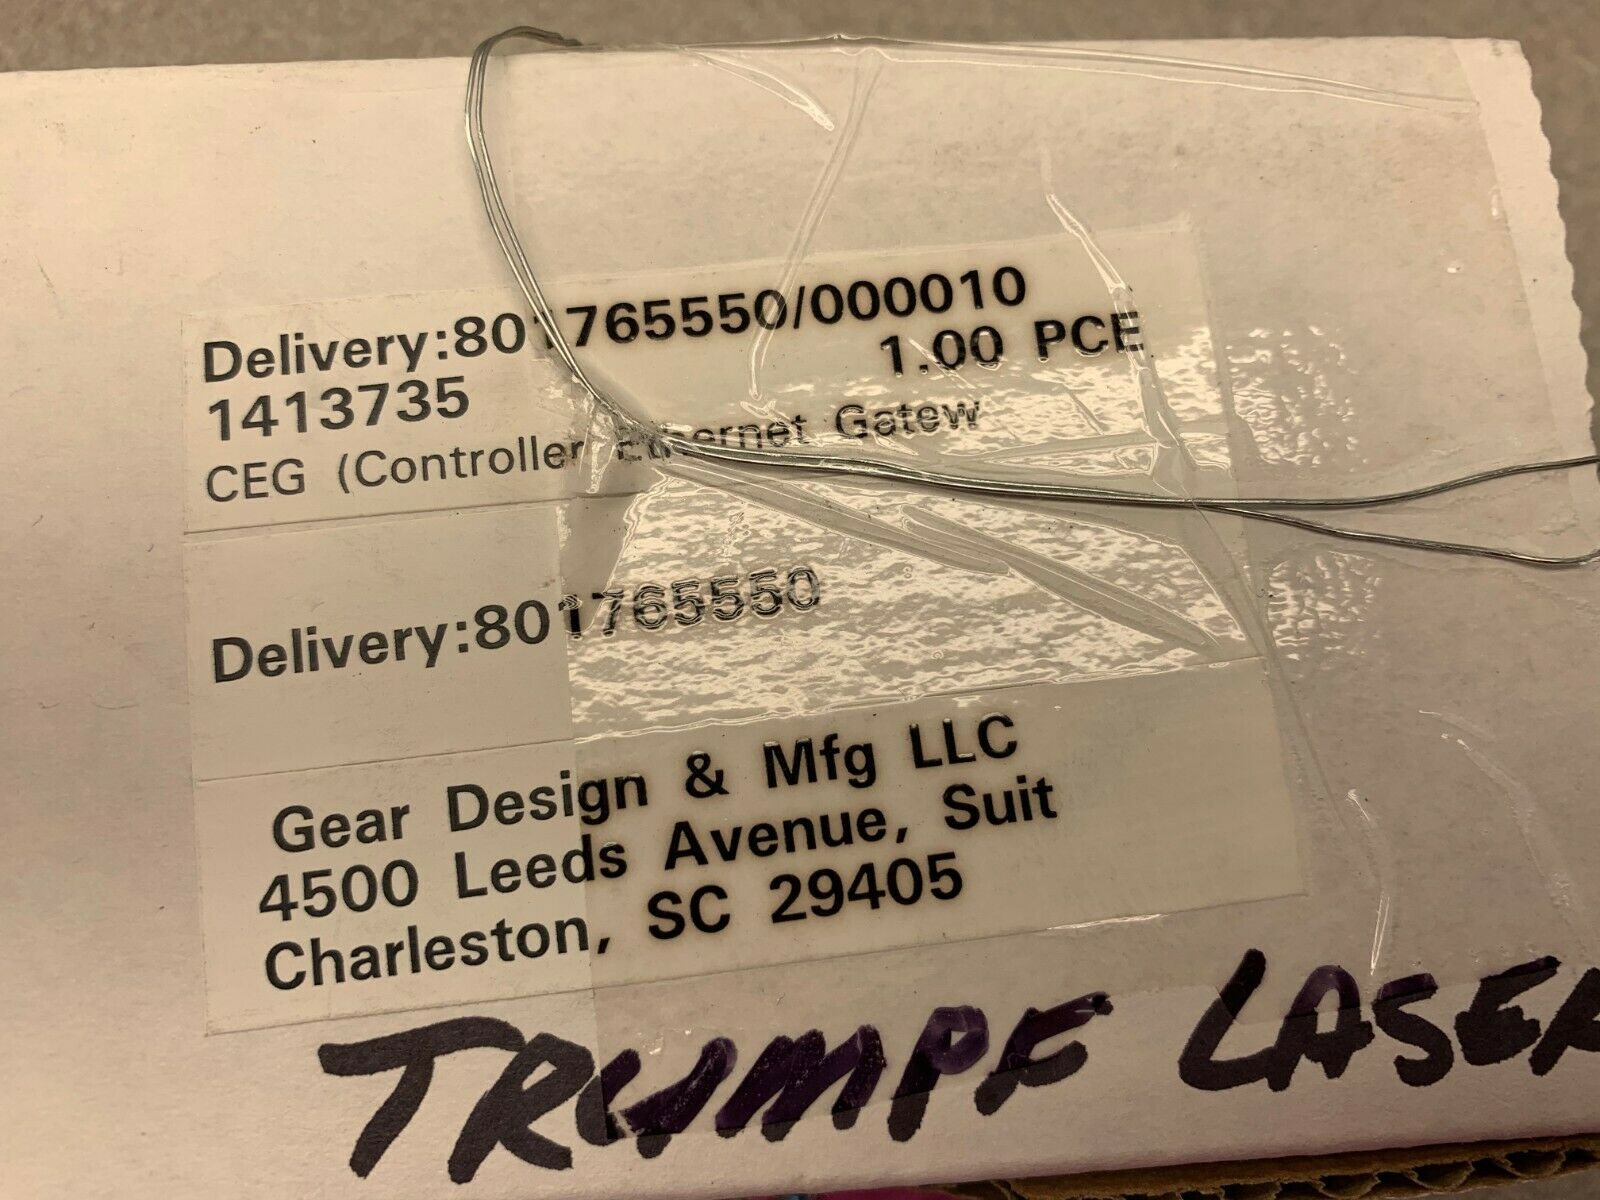 Delivery:801765550/000010
1413735 1.00 PCE
CEG (Controller Ethernet Gatew
Delivery:801765550
Gear Design & Mfg LLC
4500 Leeds Avenue, Suit
Charleston, SC 29405
TRUMPF LASER